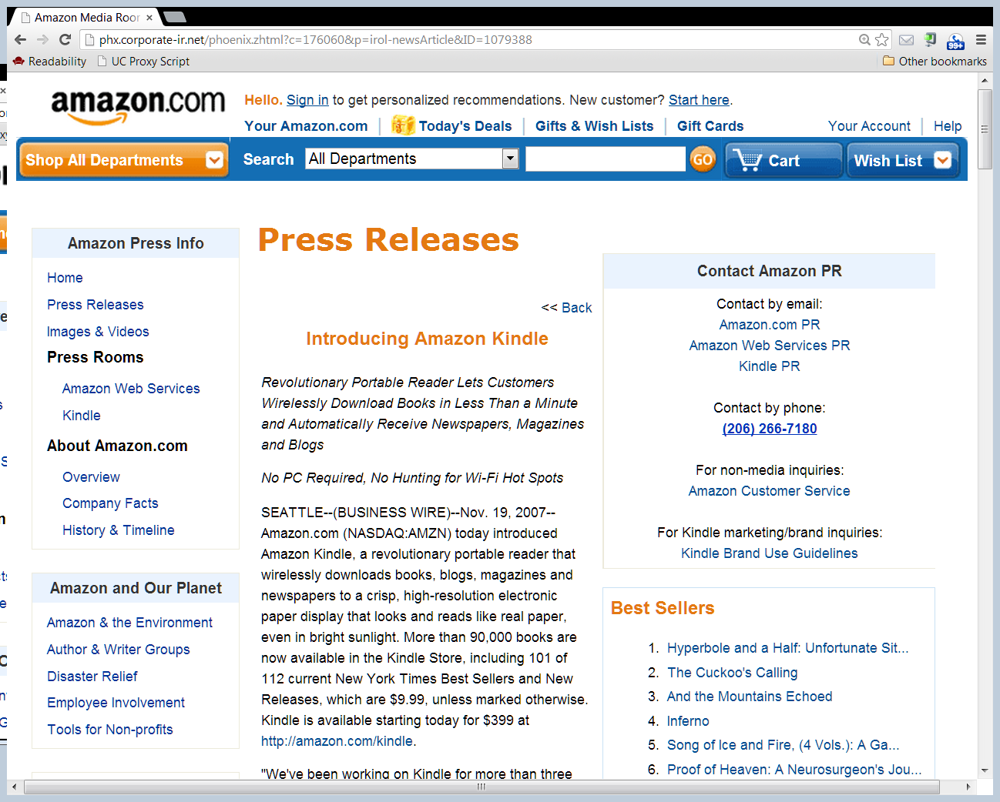 Amazon Media Roor
phx.corporate-ir.net/phoenix.zhtml?c=176060&p=irol-newsArticle&ID=1079388
99+
Readability
UC Proxy Script
Other bookmarks
amazon.com
Hello. Sign in to get personalized recommendations. New customer? Start here.
Your Amazon.com
Today's Deals
Gifts & Wish Lists
Gift Cards
Your Account
Help
Shop All Departments
Search
All Departments
GO
Cart
Wish List
Amazon Press Info
Home
Press Releases
Images & Videos
Press Rooms
Amazon Web Services
Kindle
About Amazon.com
Overview
Company Facts
History & Timeline
Amazon and Our Planet
Amazon & the Environment
Author & Writer Groups
Disaster Relief
Employee Involvement
Tools for Non-profits
Press Releases
<< Back
Introducing Amazon Kindle
Revolutionary Portable Reader Lets Customers
Wirelessly Download Books in Less Than a Minute
and Automatically Receive Newspapers, Magazines
and Blogs
No PC Required, No Hunting for Wi-Fi Hot Spots
SEATTLE--(BUSINESS WIRE)--Nov. 19, 2007--
Amazon.com (NASDAQ:AMZN) today introduced
Amazon Kindle, a revolutionary portable reader that
wirelessly downloads books, blogs, magazines and
newspapers to a crisp, high-resolution electronic
paper display that looks and reads like real paper,
even in bright sunlight. More than 90,000 books are
now available in the Kindle Store, including 101 of
112 current New York Times Best Sellers and New
Releases, which are $9.99, unless marked otherwise.
Kindle is available starting today for $399 at
http://amazon.com/kindle.
"We've been working on Kindle for more than three
Contact Amazon PR
Contact by email:
Amazon.com PR
Amazon Web Services PR
Kindle PR
Contact by phone:
(206) 266-7180
For non-media inquiries:
Amazon Customer Service
For Kindle marketing/brand inquiries:
Kindle Brand Use Guidelines
Best Sellers
1. Hyperbole and a Half: Unfortunate Sit...
2. The Cuckoo's Calling
3. And the Mountains Echoed
4. Inferno
5. Song of Ice and Fire, (4 Vols.): A Ga...
6. Proof of Heaven: A Neurosurgeon's Jou...